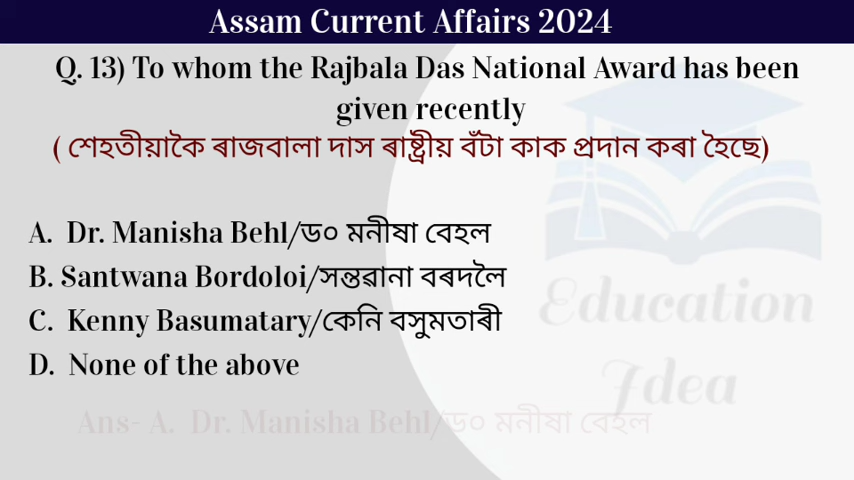 Assam Current Affairs 2024
Q. 13) To whom the Rajbala Das National Award has been
given recently
( শেহতীয়াকৈ ৰাজবালা দাস ৰাষ্ট্ৰীয় বঁটা কাক প্ৰদান কৰা হৈছে)
A. Dr. Manisha Behl/ড০ মনীষা বেহল
B. Santwana Bordoloi/সন্তৱানা বৰদলৈ
C. Kenny Basumatary/কেনি বসুমতাৰী
D. None of the above
Ans- A. Dr. Manisha Behl/ড০ মনীষা বেহল
Education
Idea